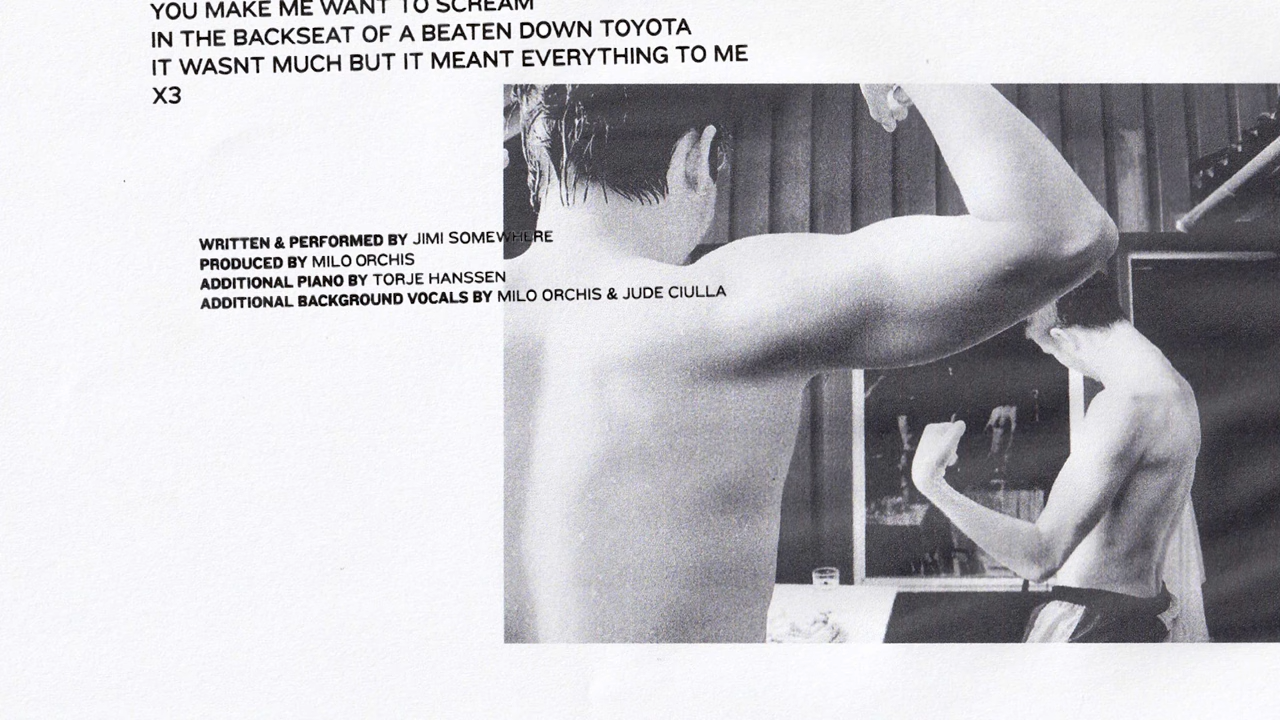 YOU MAKE ME WANT TO SCREAM
IN THE BACKSEAT OF A BEATEN DOWN TOYOTA
IT WASNT MUCH BUT IT MEANT EVERYTHING TO ME
X3
WRITTEN & PERFORMED BY JIMI SOMEWHERE
PRODUCED BY MILO ORCHIS
ADDITIONAL PIANO BY TORJE HANSSEN
ADDITIONAL BACKGROUND VOCALS BY MILO ORCHIS & JUDE CIULLA